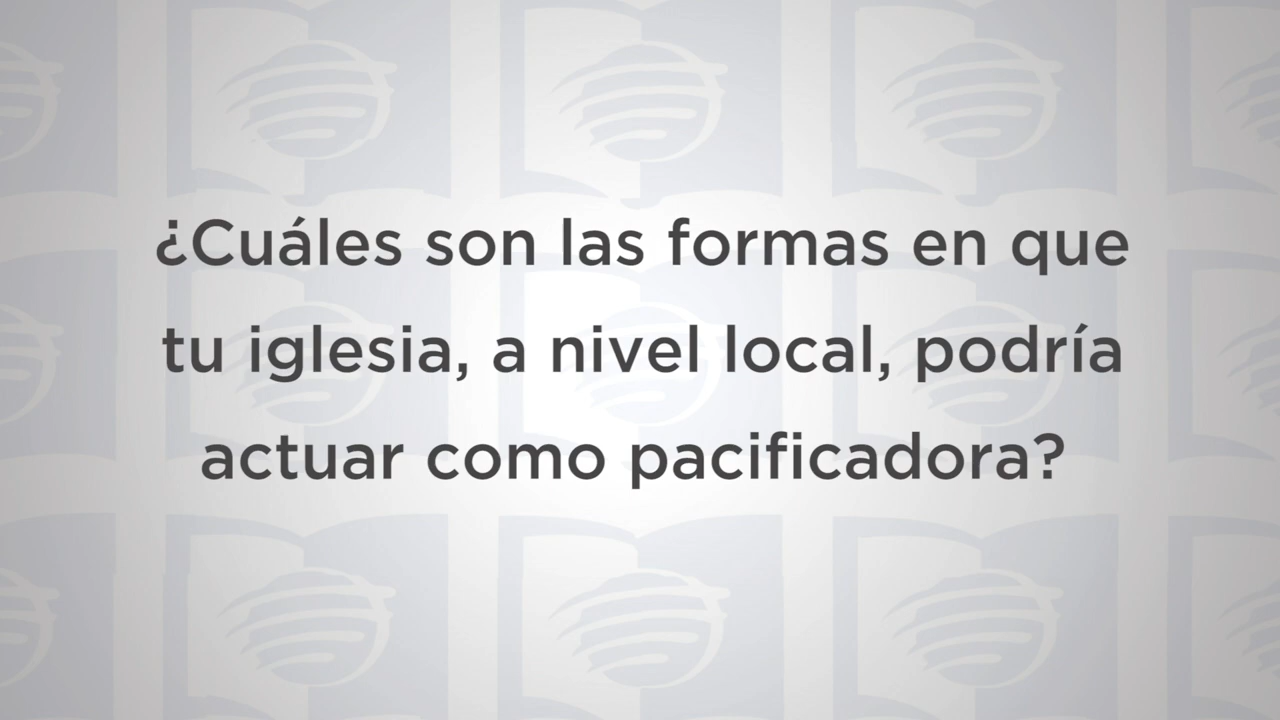 ¿Cuáles son las formas en que
tu iglesia, a nivel local, podría
actuar como pacificadora?